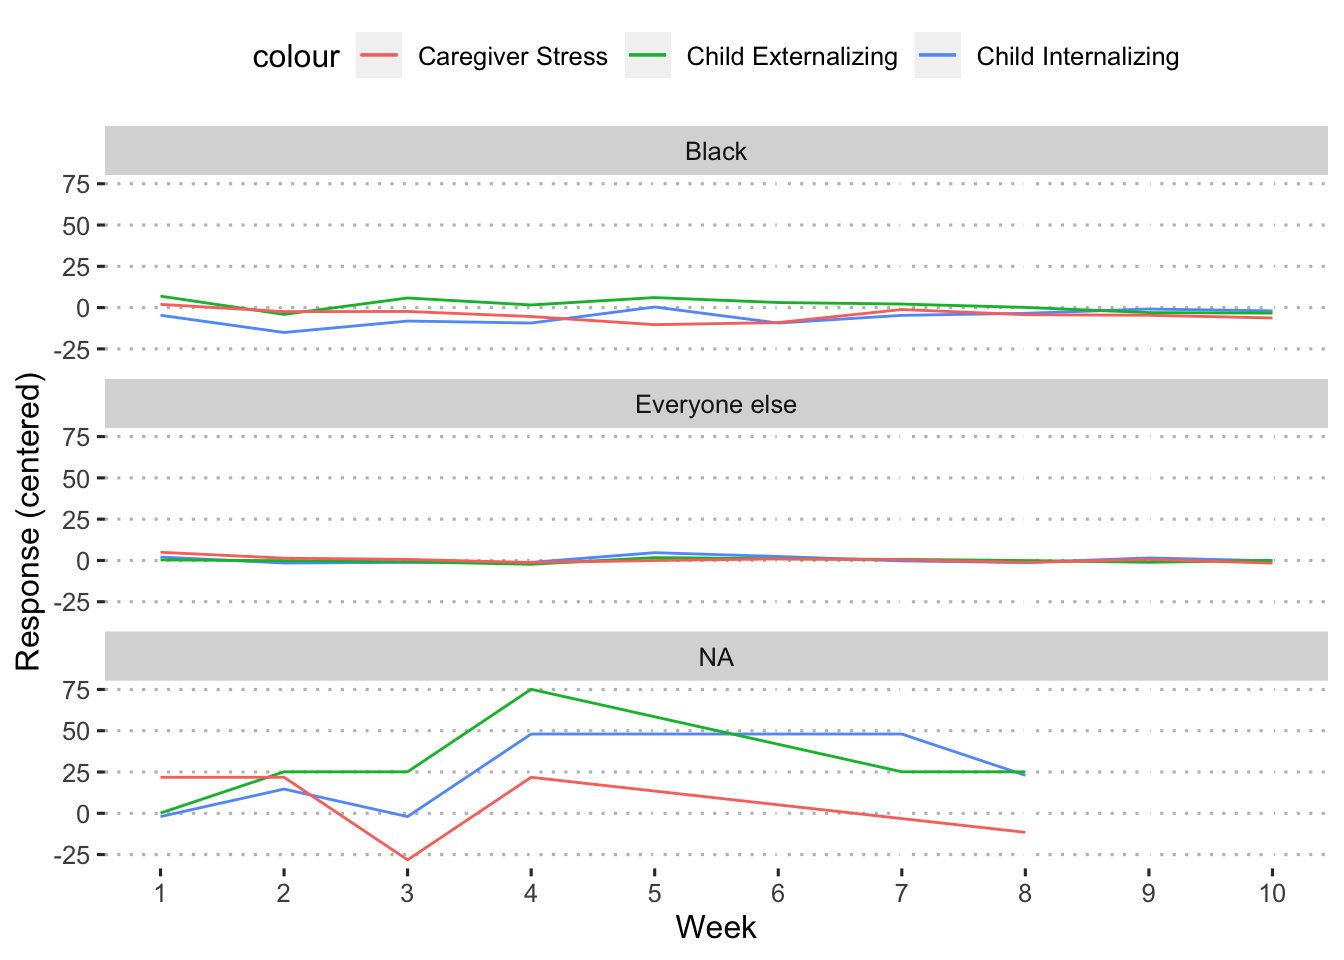 colour Caregiver Stress Child Externalizing Child Internalizing
Black
75
50
25
0
-25
Everyone else
75
50
25
0
-25
NA
75
50
25
0
-25
Response (centered)
1 2 3 4 5 6 7 8 9 10
Week